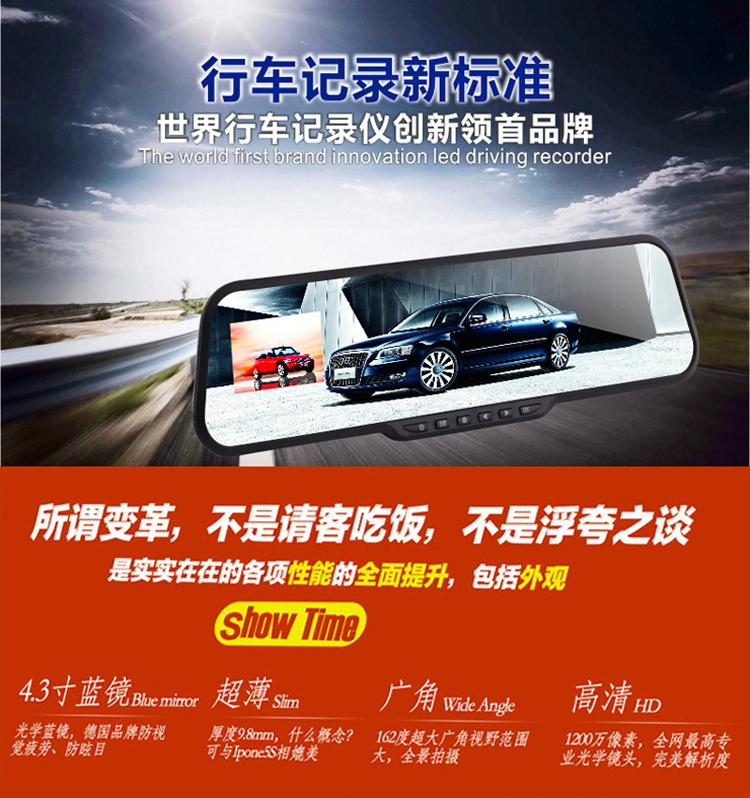 行车记录新标准
世界行车记录仪创新领首品牌
The world first brand innovation led driving recorder
所谓变革，不是请客吃饭，不是浮夸之谈
是实实在在的各项性能的全面提升，包括外观
Show Time
4.3寸蓝镜 Blue mirror
光学蓝镜，德国品牌防视
觉疲劳、防眩目
超薄 Slim
厚度9.8mm，什么概念？
可与Ipone5S相媲美
广角 Wide Angle
162度超大广角视野范围
大，全景拍摄
高清 HD
1200万像素，全网最高专
业光学镜头，完美解析度